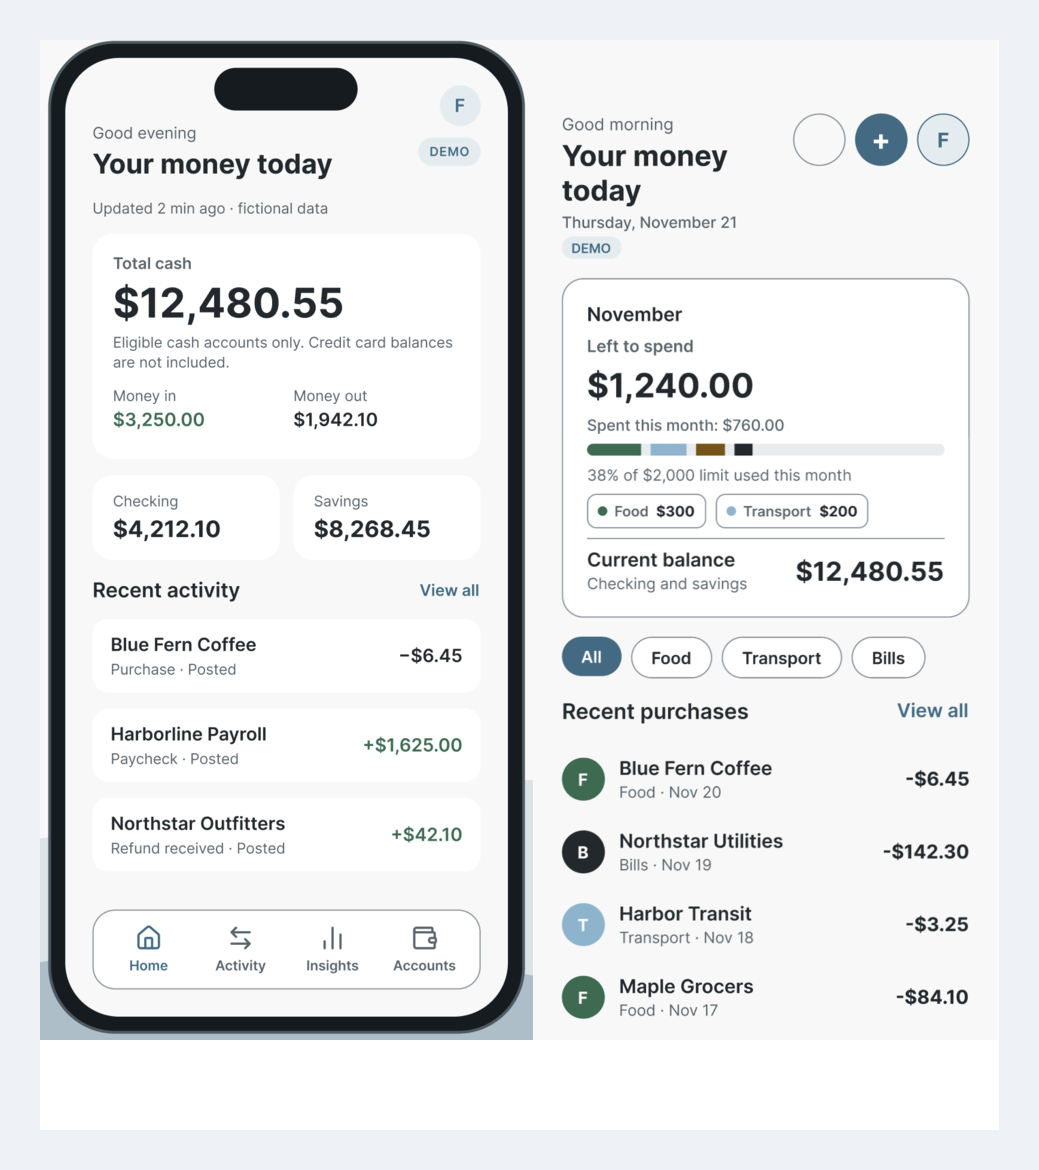 F
Good evening
DEMO
Your money today
Updated 2 min ago · fictional data
Total cash
$12,480.55
Eligible cash accounts only. Credit card balances
are not included.
Money in Money out
$3,250.00 $1,942.10
Checking Savings
$4,212.10 $8,268.45
Recent activity View all
Blue Fern Coffee −$6.45
Purchase · Posted
Harborline Payroll +$1,625.00
Paycheck · Posted
Northstar Outfitters +$42.10
Refund received · Posted
Home Activity Insights Accounts
Good morning
+ F
Your money
today
Thursday, November 21
DEMO
November
Left to spend
$1,240.00
Spent this month: $760.00
38% of $2,000 limit used this month
Food $300 Transport $200
Current balance $12,480.55
Checking and savings
All Food Transport Bills
Recent purchases View all
F Blue Fern Coffee -$6.45
Food · Nov 20
B Northstar Utilities -$142.30
Bills · Nov 19
T Harbor Transit -$3.25
Transport · Nov 18
F Maple Grocers -$84.10
Food · Nov 17